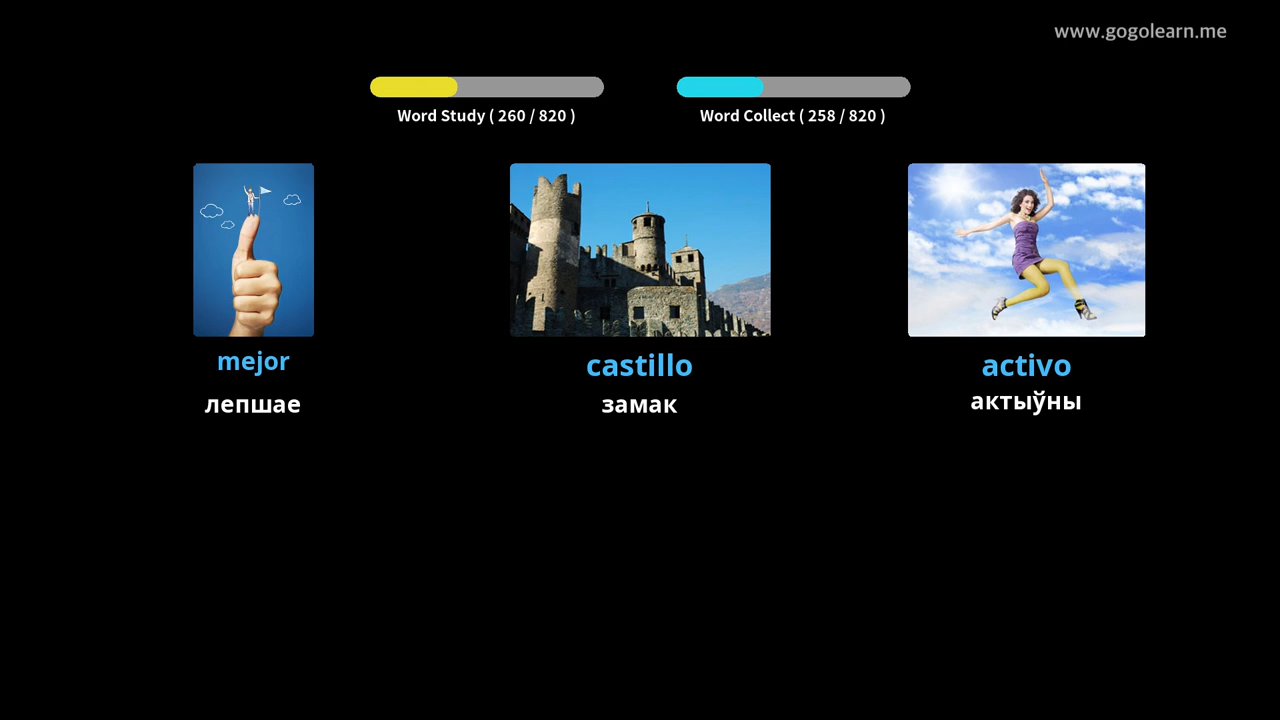 www.gogolearn.me
Word Study ( 260 / 820 )
Word Collect ( 258 / 820 )
mejor
лепшае
castillo
замак
activo
актыўны